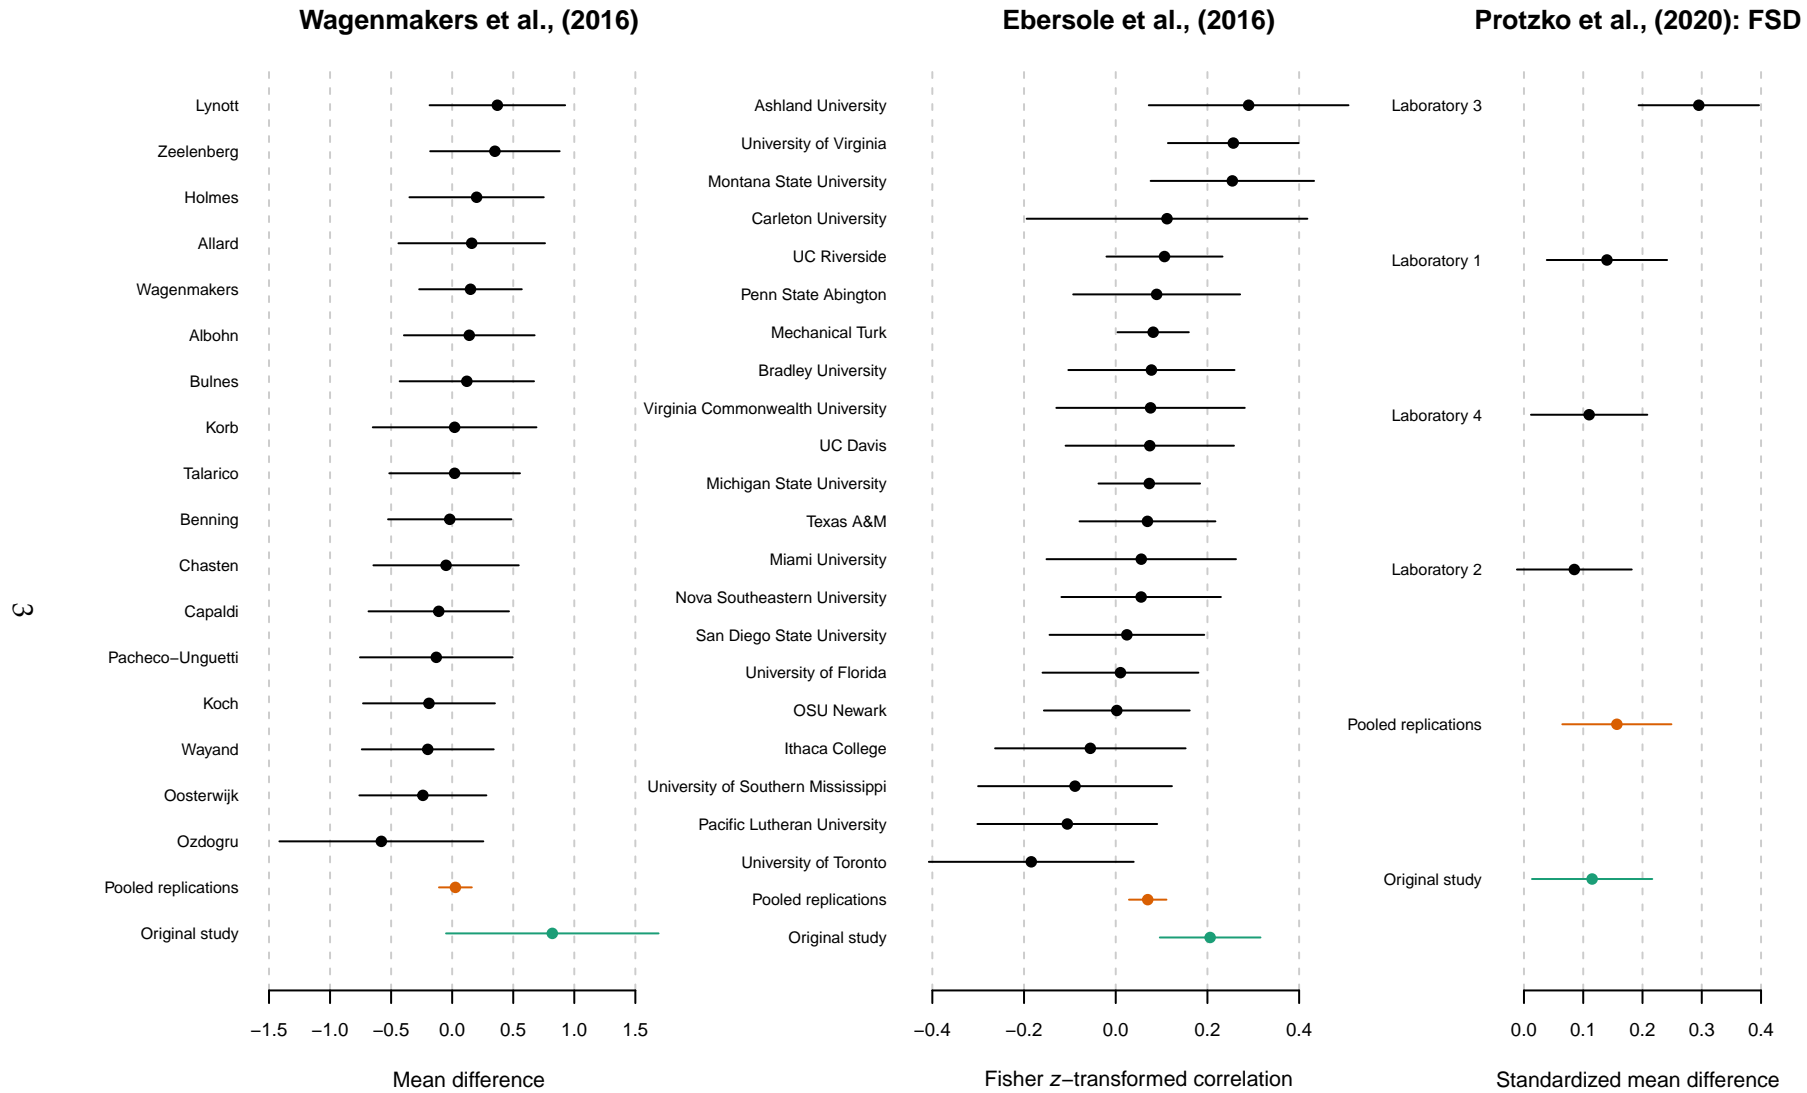 Wagenmakers et al., (2016)
Lynott
Zeelenberg
Holmes
Allard
Wagenmakers
Albohn
Bulnes
Korb
Talarico
Benning
Chasten
Capaldi
Pacheco−Unguetti
Koch
Wayand
Oosterwijk
Ozdogru
Pooled replications
Original study
−1.5 −1.0 −0.5 0.0 0.5 1.0 1.5
Mean difference
Ebersole et al., (2016)
Ashland University
University of Virginia
Montana State University
Carleton University
UC Riverside
Penn State Abington
Mechanical Turk
Bradley University
Virginia Commonwealth University
UC Davis
Michigan State University
Texas A&M
Miami University
Nova Southeastern University
San Diego State University
University of Florida
OSU Newark
Ithaca College
University of Southern Mississippi
Pacific Lutheran University
University of Toronto
Pooled replications
Original study
−0.4 −0.2 0.0 0.2 0.4
Fisher z−transformed correlation
Protzko et al., (2020): FSD
Laboratory 3
Laboratory 1
Laboratory 4
Laboratory 2
Pooled replications
Original study
0.0 0.1 0.2 0.3 0.4
Standardized mean difference
3